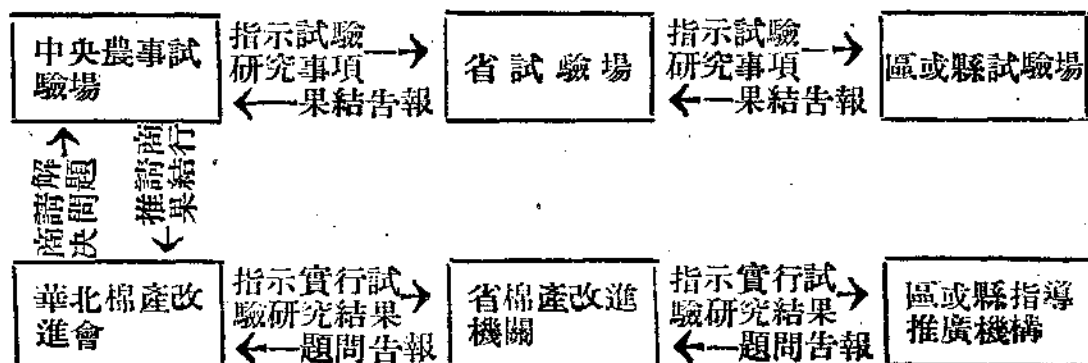 中央農事試
驗場
指示試驗
研究事項
報告結果
省試驗場
指示試驗
研究事項
報告結果
區或縣試驗場
商請解
决問題
商請推
行結果
華北棉產改
進會
指示實行試
驗研究結果
報告問題
省棉產改進
機關
指示實行試
驗研究結果
報告問題
區或縣指導
推廣機構